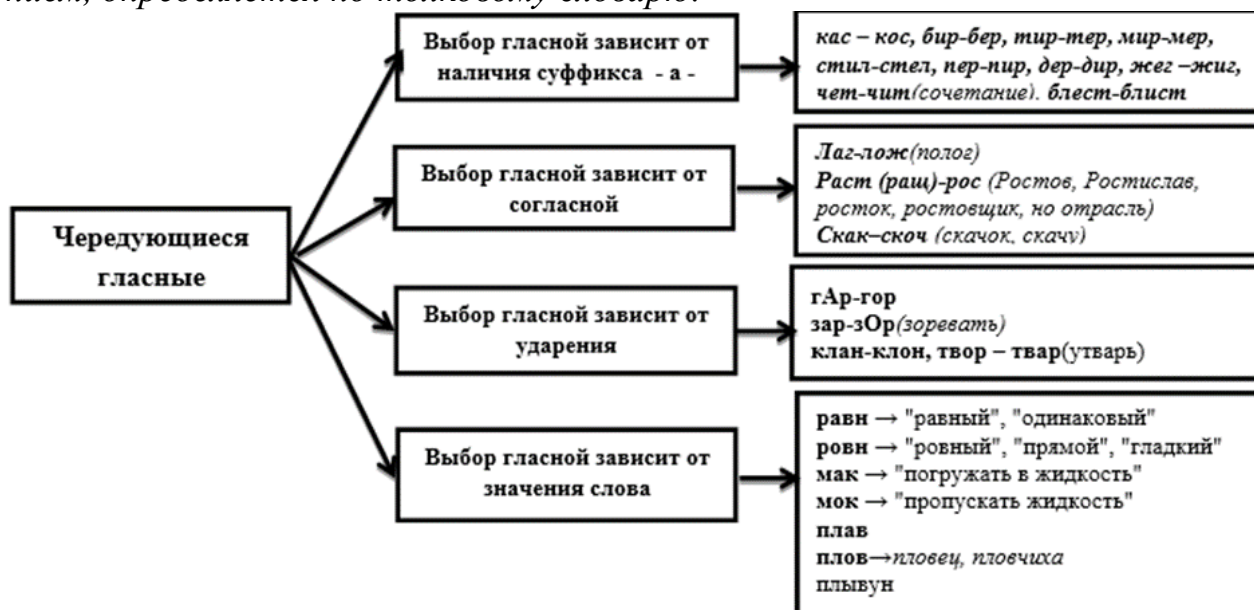 определяется по толковому словарю.
Выбор гласной зависит от
наличия суффикса - а -
кас – кос, бир-бер, тир-тер, мир-мер,
стил-стел, пер-пир, дер-дир, жег –жиг,
чет-чит(сочетание). блест-блист
Выбор гласной зависит от
согласной
Лаг-лож(полог)
Раст (ращ)-рос (Ростов, Ростислав,
росток, ростовщик, но отрасль)
Скак–скоч (скачок, скачу)
Чередующиеся
гласные
Выбор гласной зависит от
ударения
гАр-гор
зар-зОр(зоревать)
клан-клон, твор – твар(утварь)
Выбор гласной зависит от
значения слова
равн → "равный", "одинаковый"
ровн → "ровный", "прямой", "гладкий"
мак → "погружать в жидкость"
мок → "пропускать жидкость"
плав
плов→пловец, пловчиха
плывун